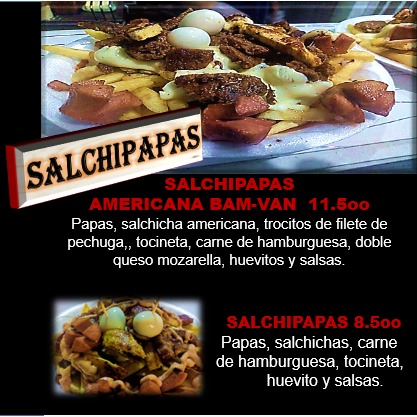 SALCHIPAPAS
SALCHIPAPAS
AMERICANA BAM-VAN 11.5oo
Papas, salchicha americana, trocitos de filete de
pechuga,, tocineta, carne de hamburguesa, doble
queso mozarella, huevitos y salsas.
SALCHIPAPAS 8.5oo
Papas, salchichas, carne
de hamburguesa, tocineta,
huevito y salsas.